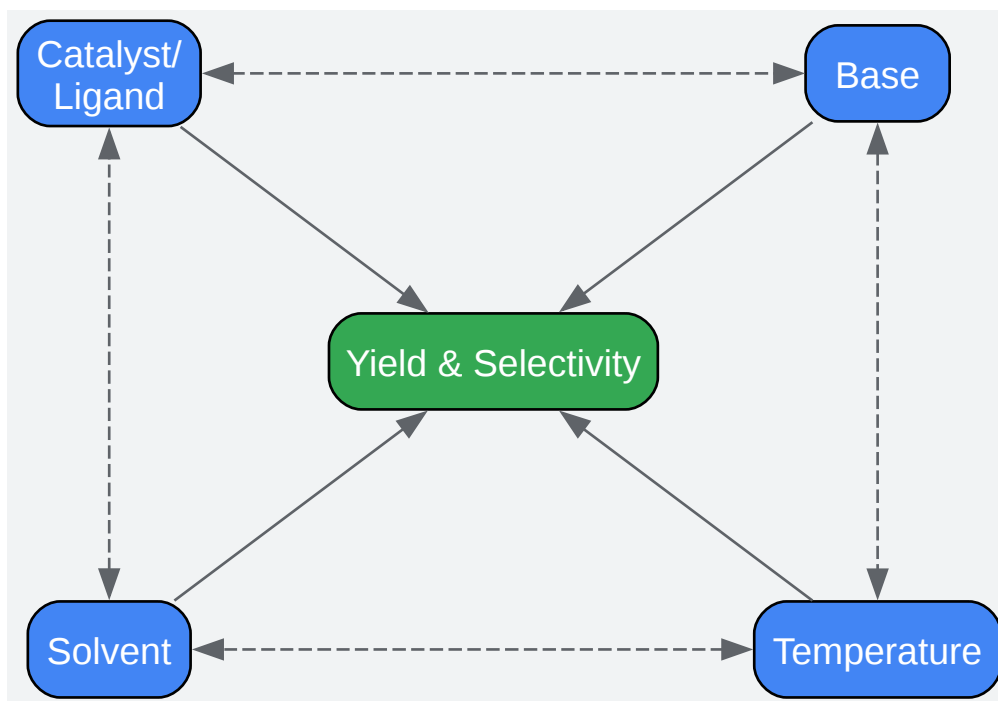 Catalyst/
Ligand
Base
Yield & Selectivity
Solvent
Temperature